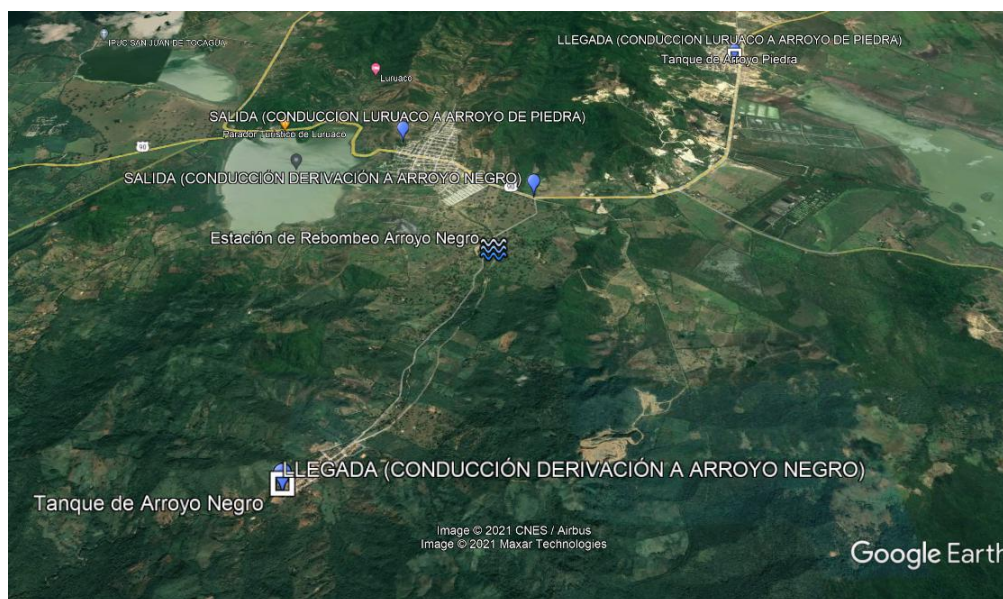 IPUC SAN JUAN DE TOCAGUA
LLEGADA (CONDUCCION LURUACO A ARROYO DE PIEDRA)
Tanque de Arroyo Piedra
Luruaco
SALIDA (CONDUCCION LURUACO A ARROYO DE PIEDRA)
Parador Turístico de Luruaco
90
SALIDA (CONDUCCIÓN DERIVACIÓN A ARROYO NEGRO)
90
Estación de Rebombeo Arroyo Negro
LLEGADA (CONDUCCIÓN DERIVACIÓN A ARROYO NEGRO)
Tanque de Arroyo Negro
Image © 2021 CNES / Airbus
Image © 2021 Maxar Technologies
Google Earth